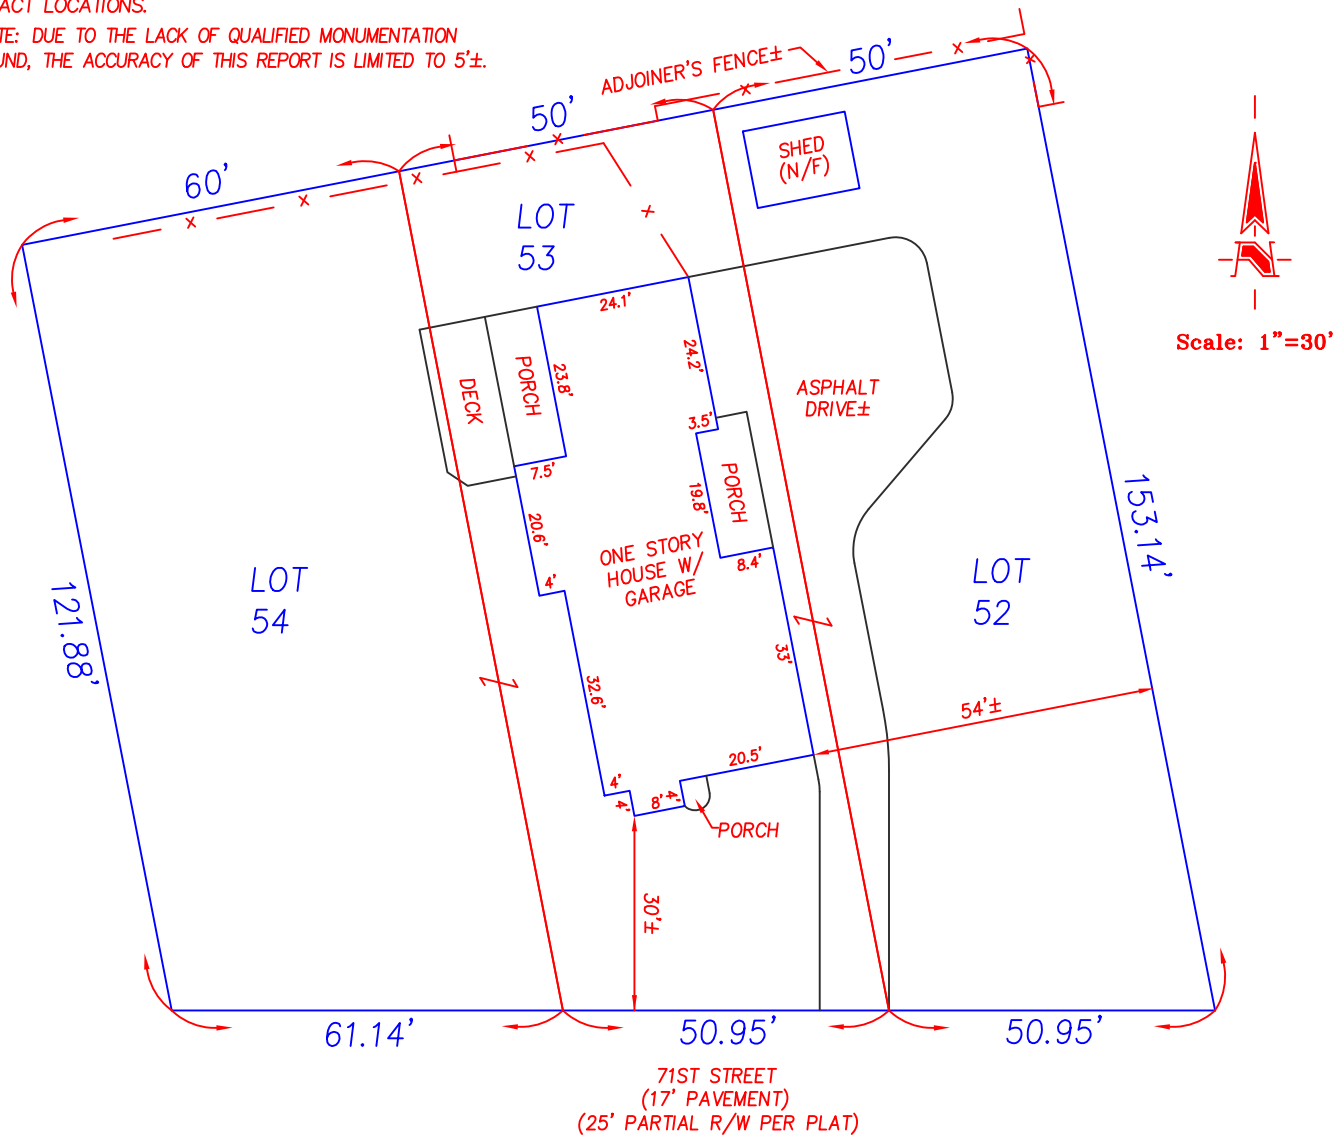 ACT LOCATIONS.
TE: DUE TO THE LACK OF QUALIFIED MONUMENTATION
UND, THE ACCURACY OF THIS REPORT IS LIMITED TO 5'±.
ADJOINER'S FENCE±
50'
50'
60'
SHED
(N/F)
LOT
53
Scale: 1"=30'
24.1'
24.2'
23.8'
PORCH
DECK
ASPHALT
DRIVE±
3.5'
7.5'
PORCH
19.8'
20.6'
ONE STORY
HOUSE W/
GARAGE
8.4'
4'
153.14'
LOT
54
LOT
52
121.88'
33'
32.6'
54'±
20.5'
4'
4'
8'
4'
PORCH
30'±
61.14'
50.95'
50.95'
71ST STREET
(17' PAVEMENT)
(25' PARTIAL R/W PER PLAT)